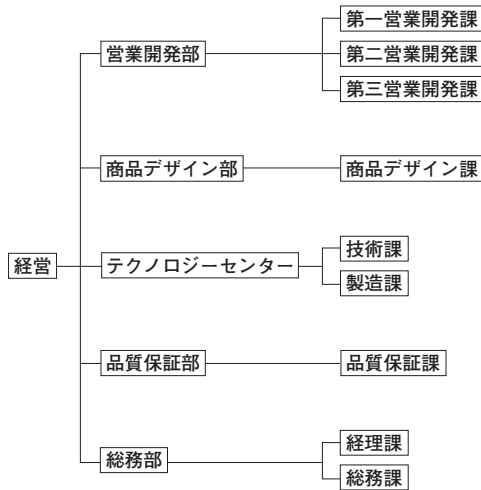 経営
営業開発部
第一営業開発課
第二営業開発課
第三営業開発課
商品デザイン部
商品デザイン課
テクノロジーセンター
技術課
製造課
品質保証部
品質保証課
総務部
経理課
総務課